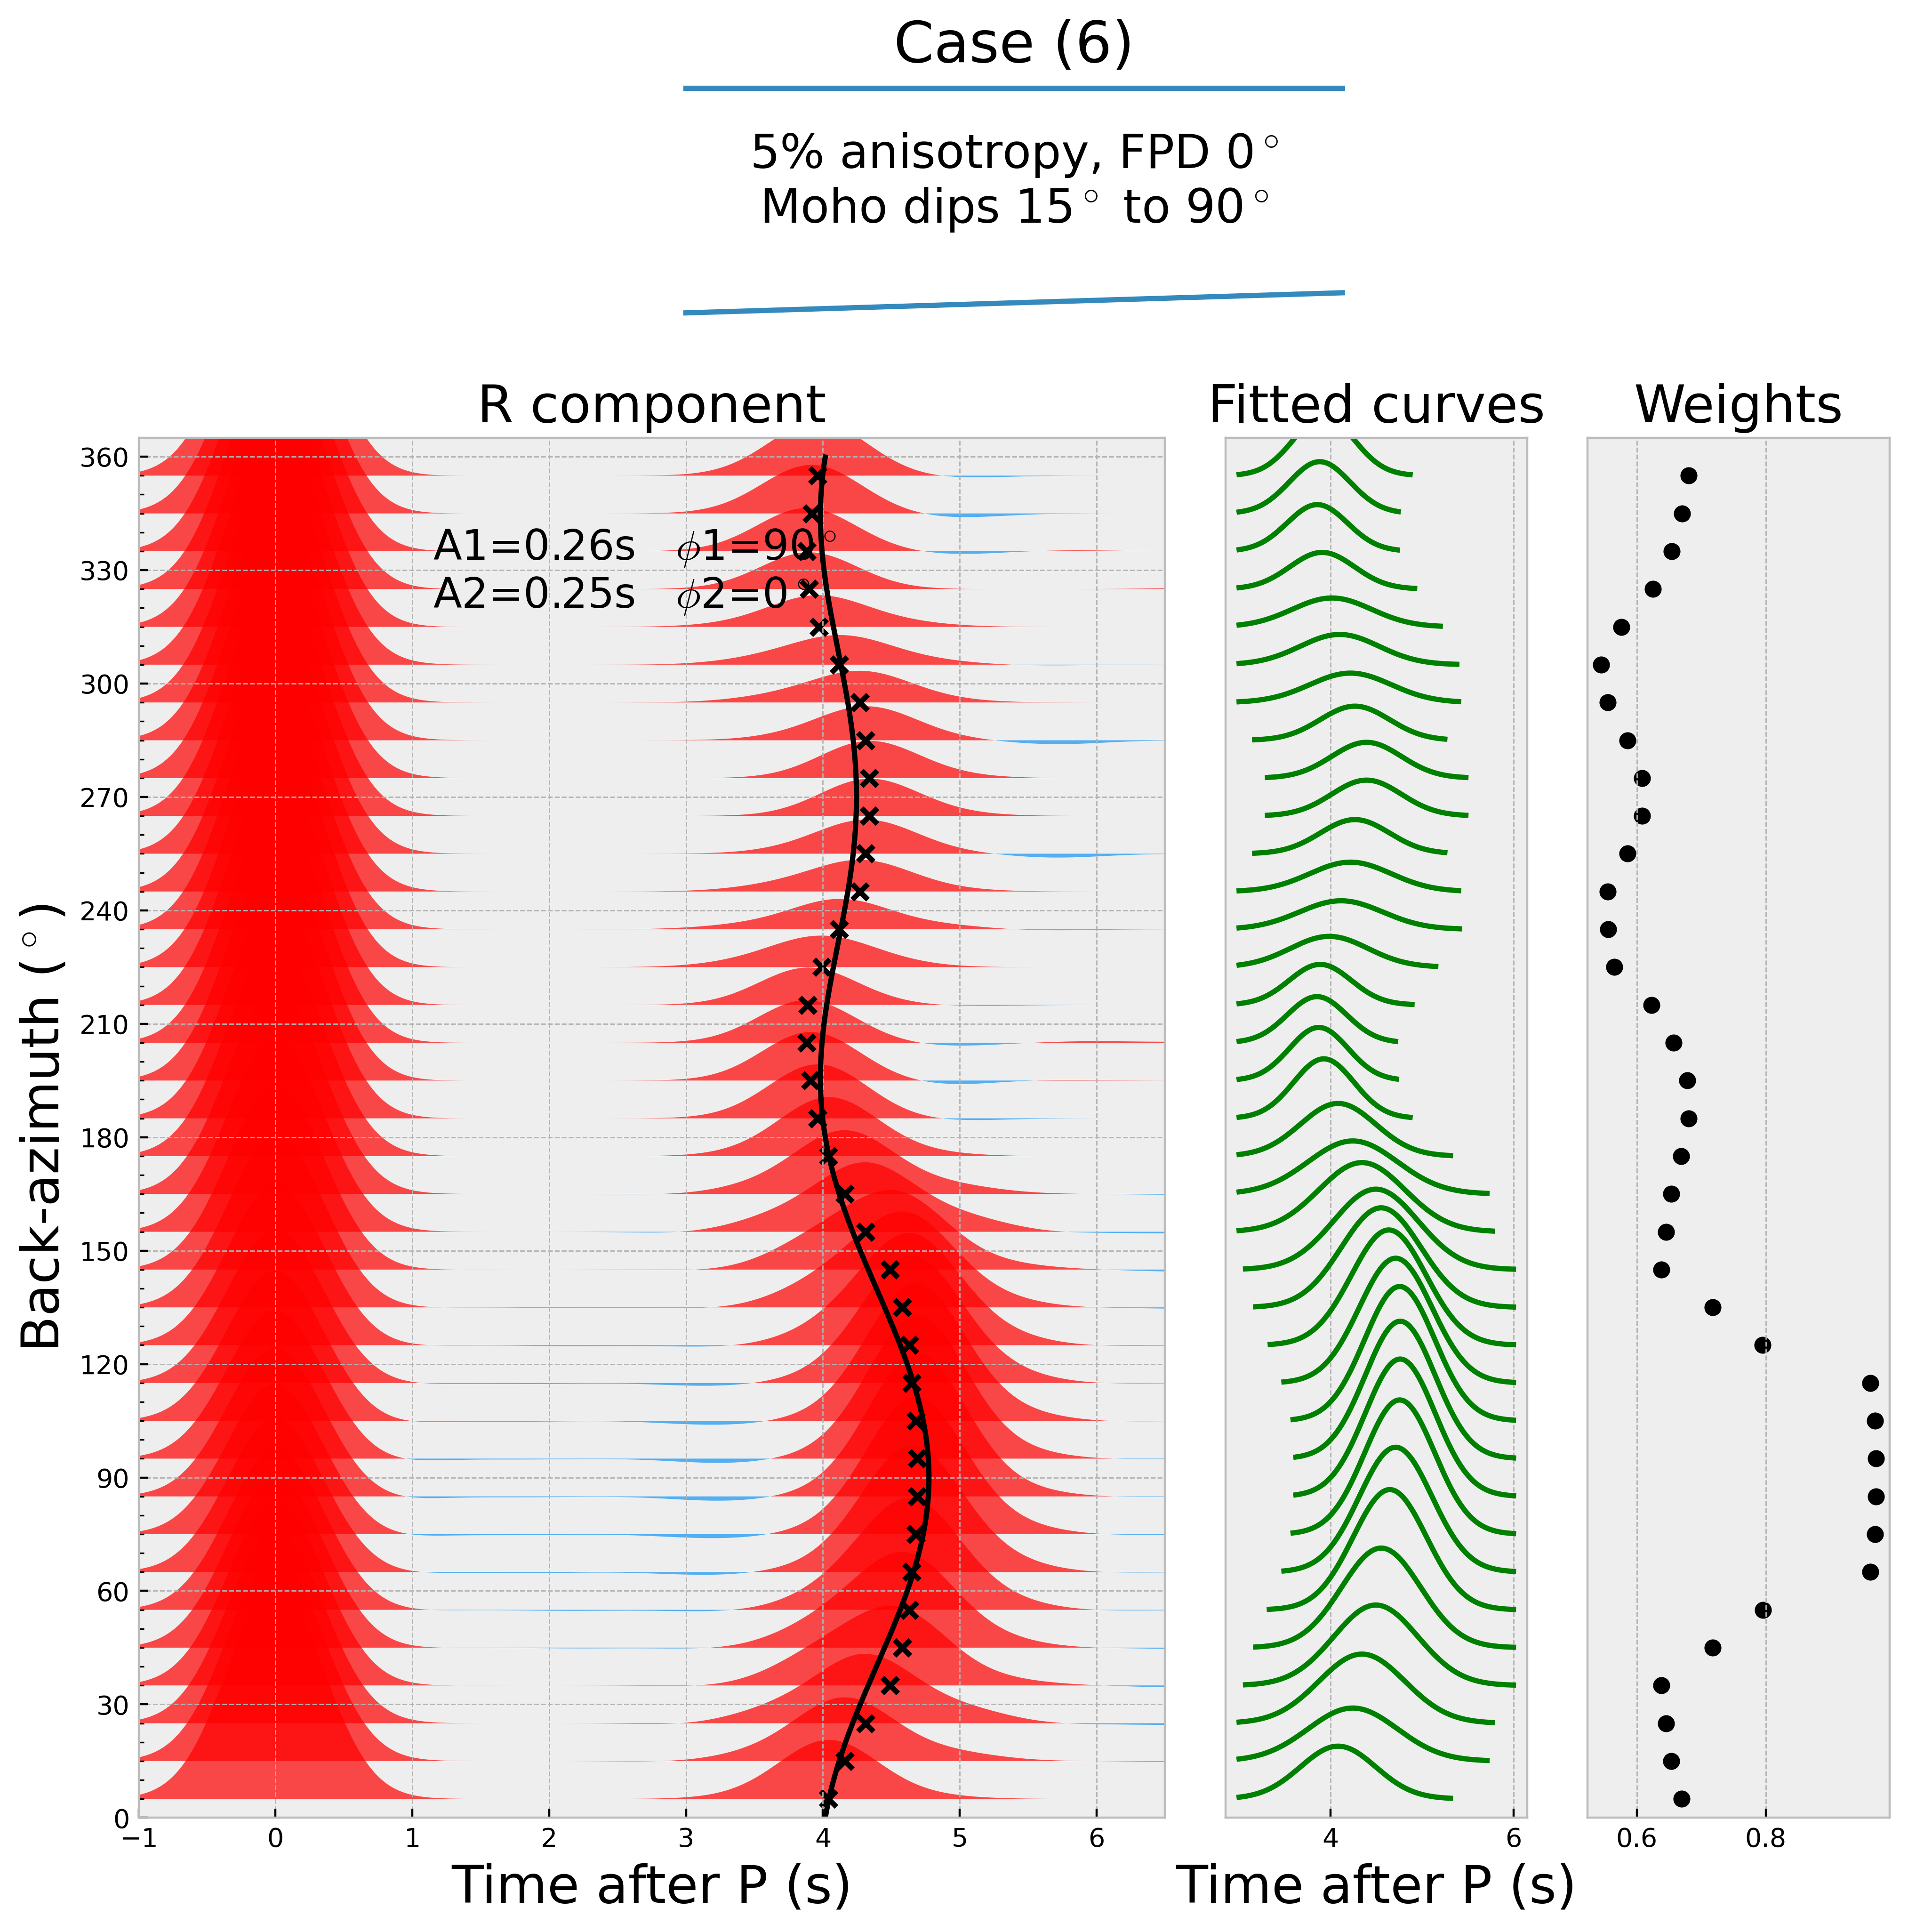 Case (6)
5% anisotropy, FPD 0°
Moho dips 15° to 90°
R component
Fitted curves
Weights
A1=0.26s ϕ1=90°
A2=0.25s ϕ2=0°
Back-azimuth (°)
360
330
300
270
240
210
180
150
120
90
60
30
0
−1 0 1 2 3 4 5 6
4 6
0.6 0.8
Time after P (s)
Time after P (s)